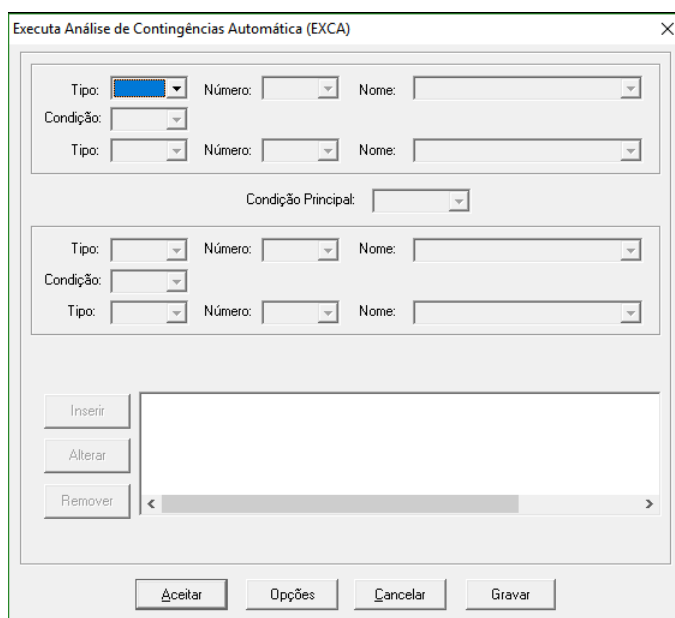 Executa Análise de Contingências Automática (EXCA)
Tipo: Número: Nome:
Condição:
Tipo: Número: Nome:
Condição Principal:
Tipo: Número: Nome:
Condição:
Tipo: Número: Nome:
Inserir
Alterar
Remover
Aceitar Opções Cancelar Gravar